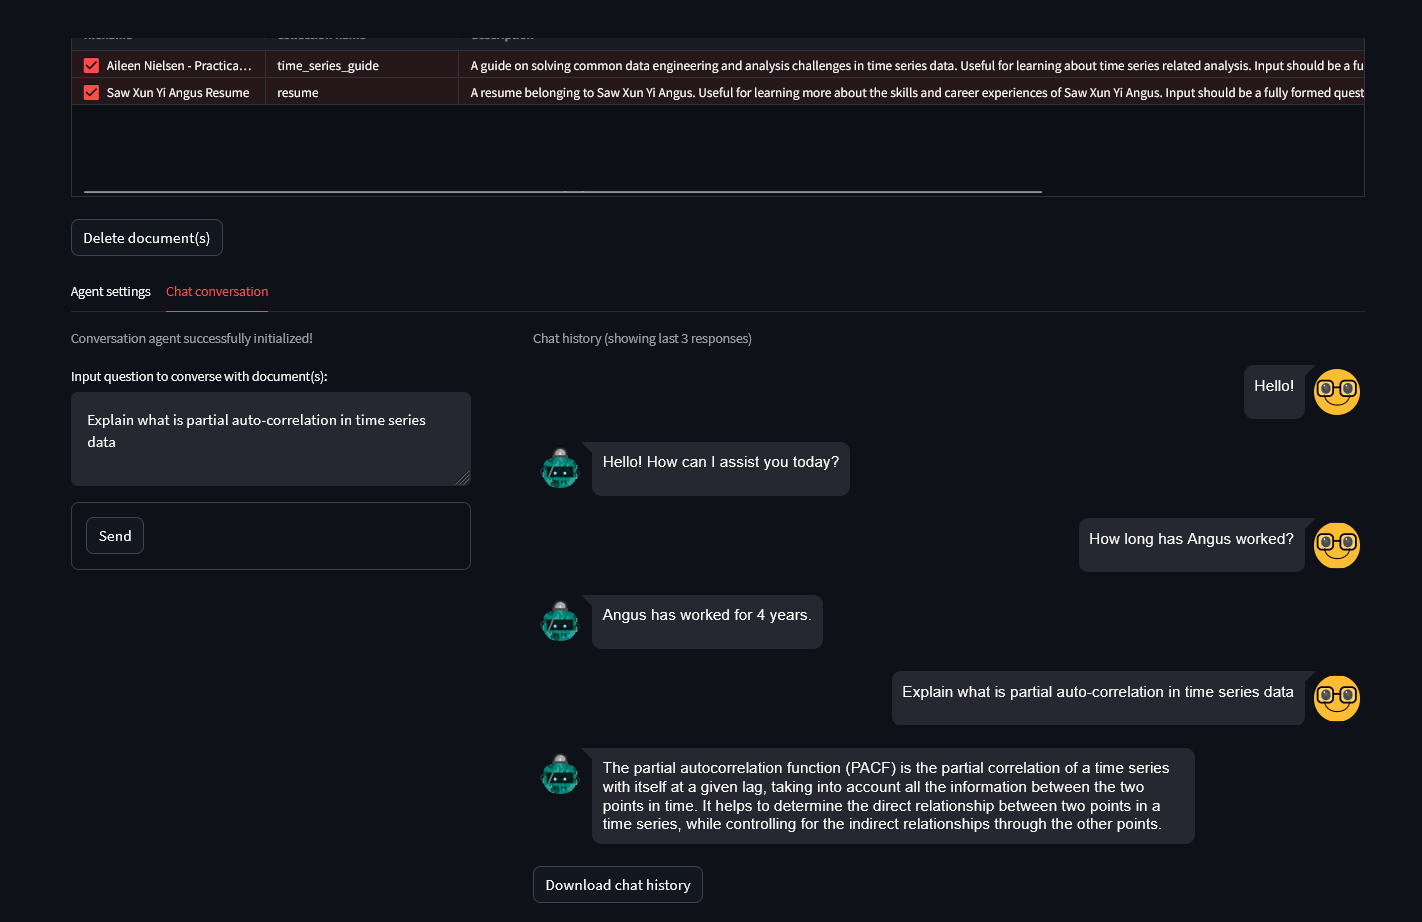 Aileen Nielsen - Practica… time_series_guide A guide on solving common data engineering and analysis challenges in time series data. Useful for learning about time series related analysis. Input should be a fu
Saw Xun Yi Angus Resume resume A resume belonging to Saw Xun Yi Angus. Useful for learning more about the skills and career experiences of Saw Xun Yi Angus. Input should be a fully formed quest
Delete document(s)
Agent settings Chat conversation
Conversation agent successfully initialized!
Input question to converse with document(s):
Explain what is partial auto-correlation in time series
data
Send
Chat history (showing last 3 responses)
Hello!
Hello! How can I assist you today?
How long has Angus worked?
Angus has worked for 4 years.
Explain what is partial auto-correlation in time series data
The partial autocorrelation function (PACF) is the partial correlation of a time series
with itself at a given lag, taking into account all the information between the two
points in time. It helps to determine the direct relationship between two points in a
time series, while controlling for the indirect relationships through the other points.
Download chat history